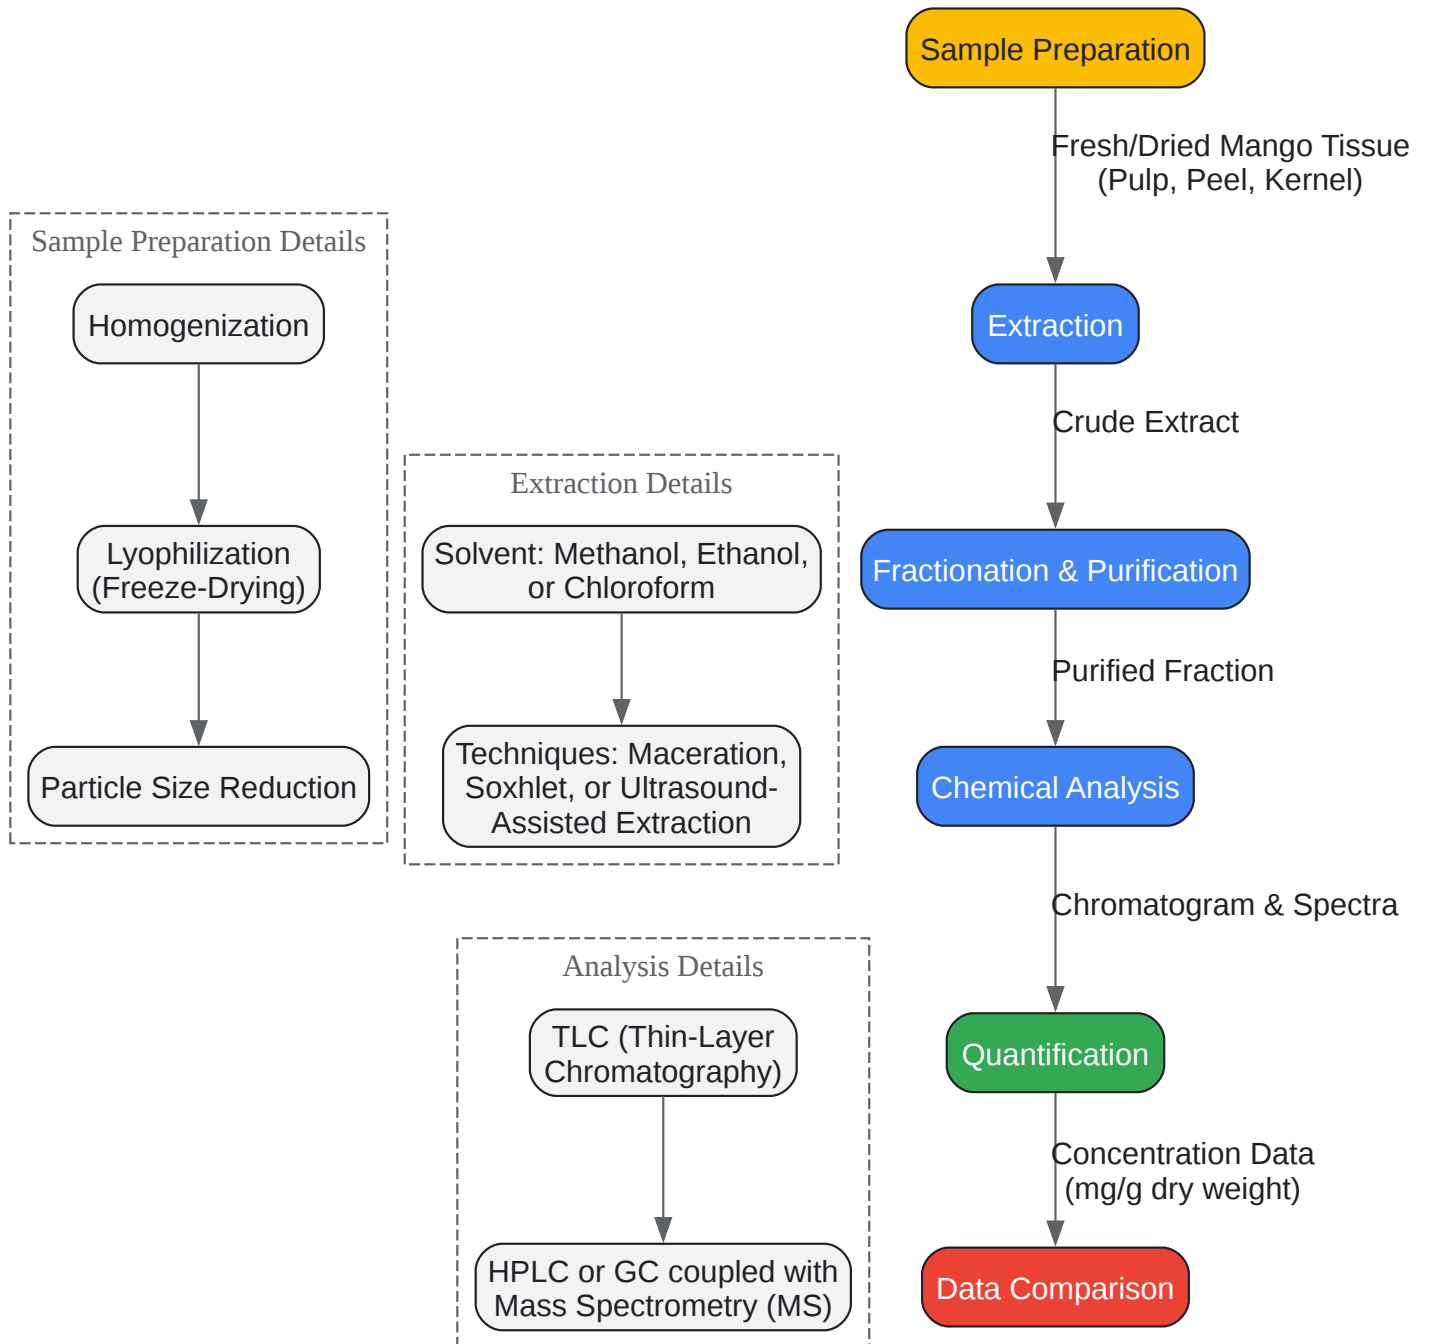 Sample Preparation
Fresh/Dried Mango Tissue
(Pulp, Peel, Kernel)
Extraction
Crude Extract
Fractionation & Purification
Purified Fraction
Chemical Analysis
Chromatogram & Spectra
Quantification
Concentration Data
(mg/g dry weight)
Data Comparison
Sample Preparation Details
Homogenization
Lyophilization
(Freeze-Drying)
Particle Size Reduction
Extraction Details
Solvent: Methanol, Ethanol,
or Chloroform
Techniques: Maceration,
Soxhlet, or Ultrasound-
Assisted Extraction
Analysis Details
TLC (Thin-Layer
Chromatography)
HPLC or GC coupled with
Mass Spectrometry (MS)